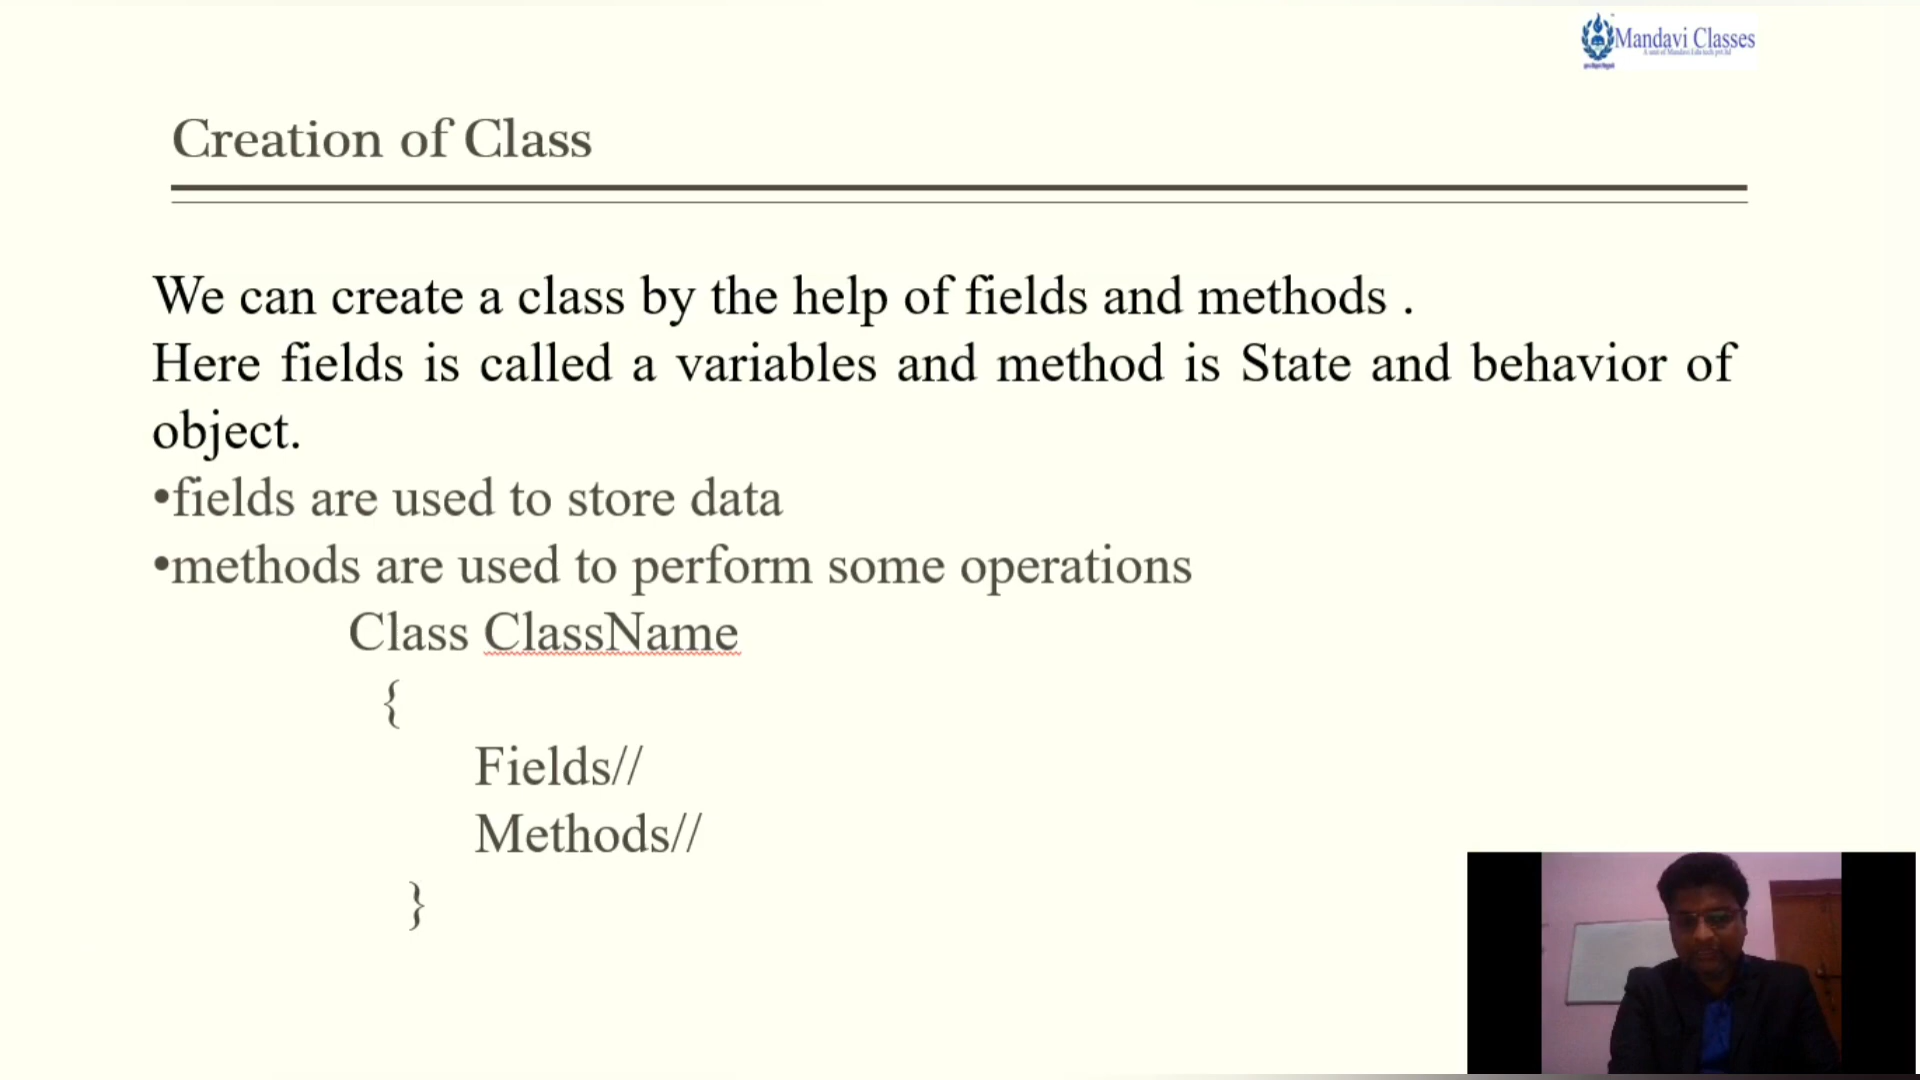 Mandavi Classes
Creation of Class
We can create a class by the help of fields and methods .
Here fields is called a variables and method is State and behavior of
object.
•fields are used to store data
•methods are used to perform some operations
Class ClassName
{
Fields//
Methods//
}